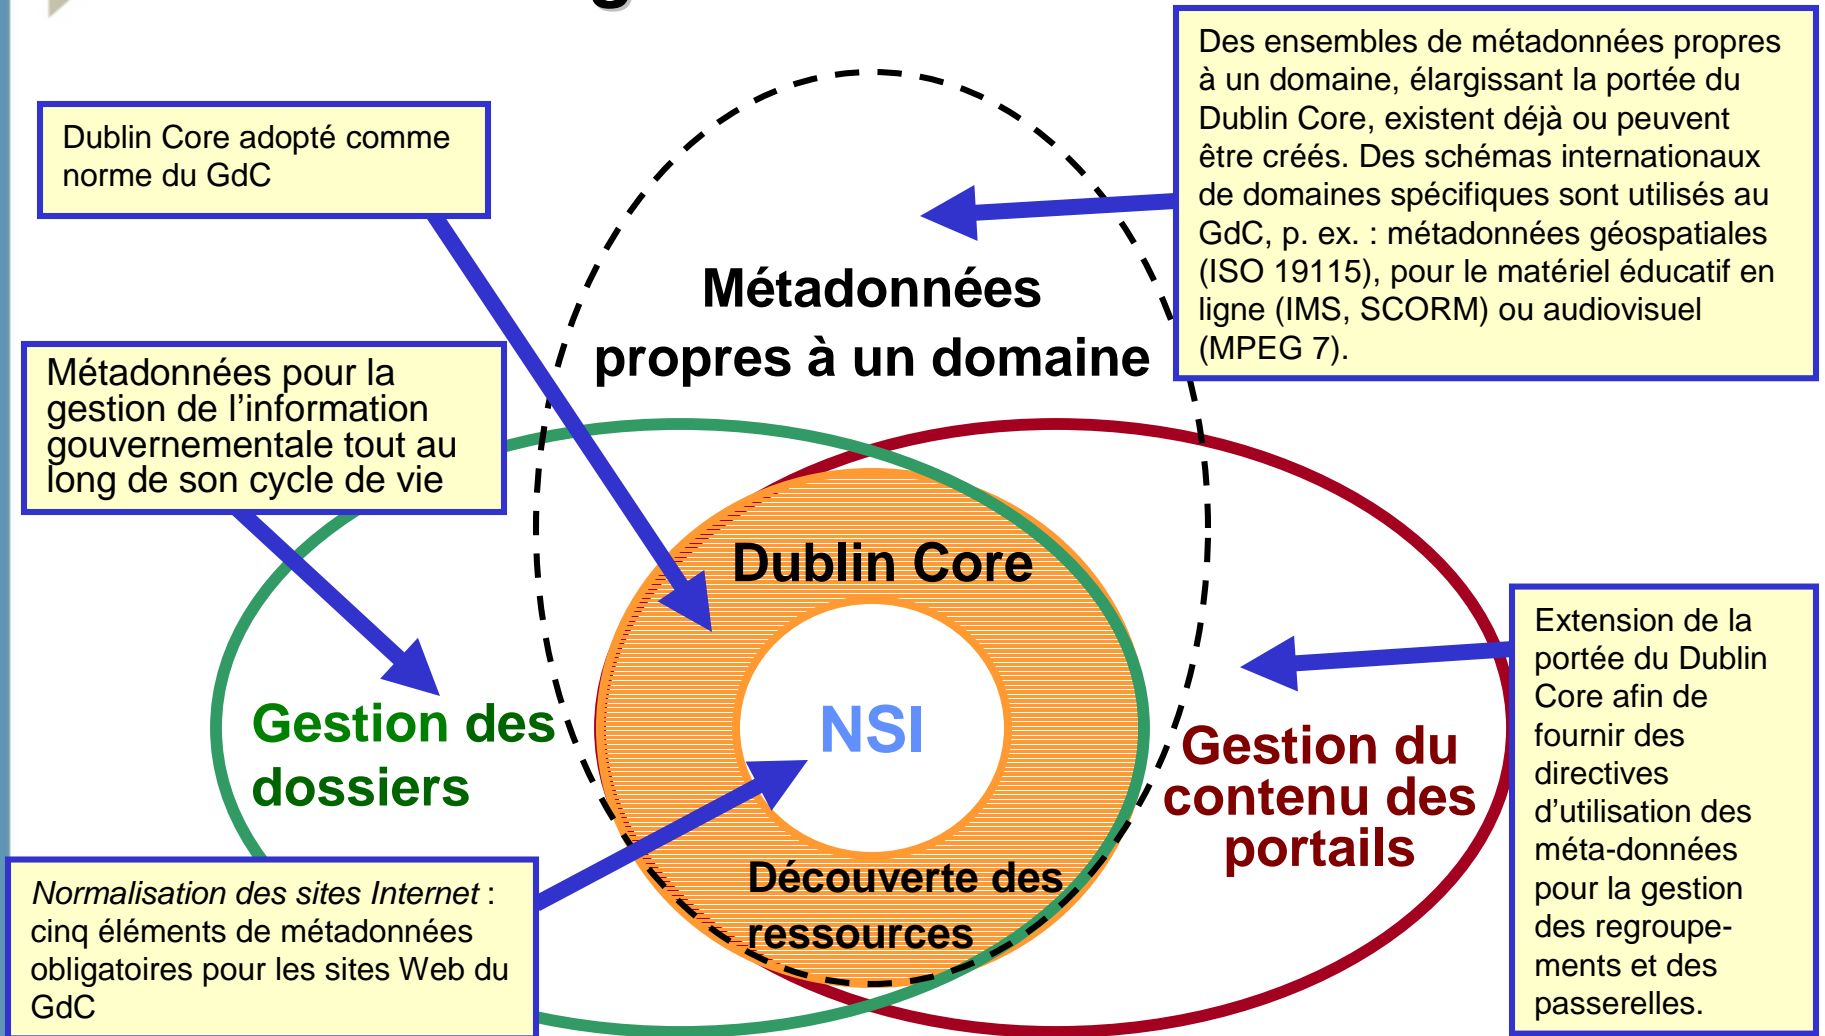 Des ensembles de métadonnées propres
à un domaine, élargissant la portée du
Dublin Core, existent déjà ou peuvent
être créés. Des schémas internationaux
de domaines spécifiques sont utilisés au
GdC, p. ex. : métadonnées géospatiales
(ISO 19115), pour le matériel éducatif en
ligne (IMS, SCORM) ou audiovisuel
(MPEG 7).
Dublin Core adopté comme
norme du GdC
Métadonnées
propres à un domaine
Métadonnées pour la
gestion de l’information
gouvernementale tout au
long de son cycle de vie
Dublin Core
NSI
Gestion des
dossiers
Gestion du
contenu des
portails
Extension de la
portée du Dublin
Core afin de
fournir des
directives
d’utilisation des
méta-données
pour la gestion
des regroupe-
ments et des
passerelles.
Découverte des
ressources
Normalisation des sites Internet :
cinq éléments de métadonnées
obligatoires pour les sites Web du
GdC